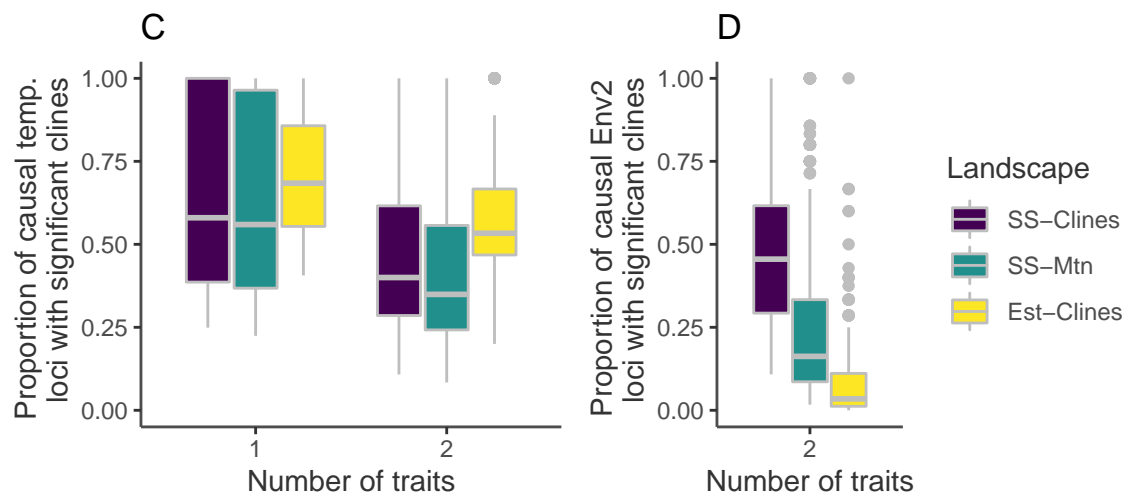 C
Proportion of causal temp.
loci with significant clines
1.00
0.75
0.50
0.25
0.00
1
2
Number of traits
D
Proportion of causal Env2
loci with significant clines
1.00
0.75
0.50
0.25
0.00
2
Number of traits
Landscape
SS−Clines
SS−Mtn
Est−Clines